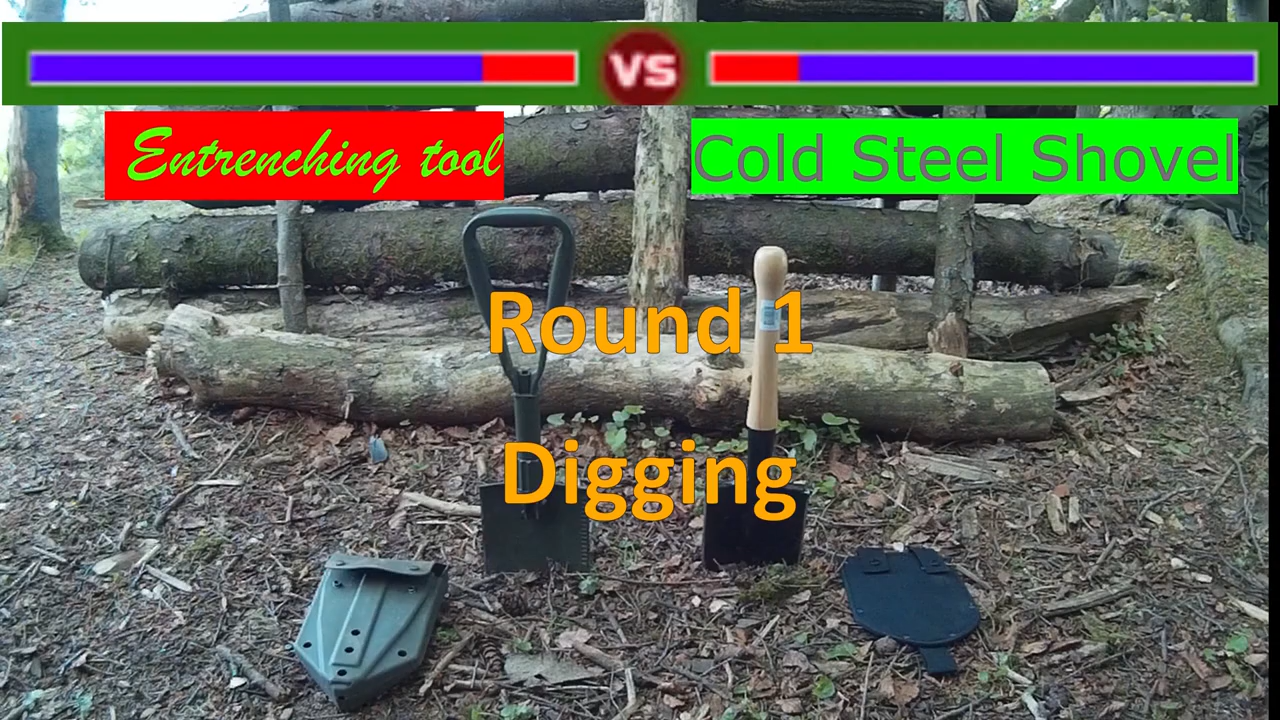 VS
Entrenching tool
Cold Steel Shovel
Round 1
Digging